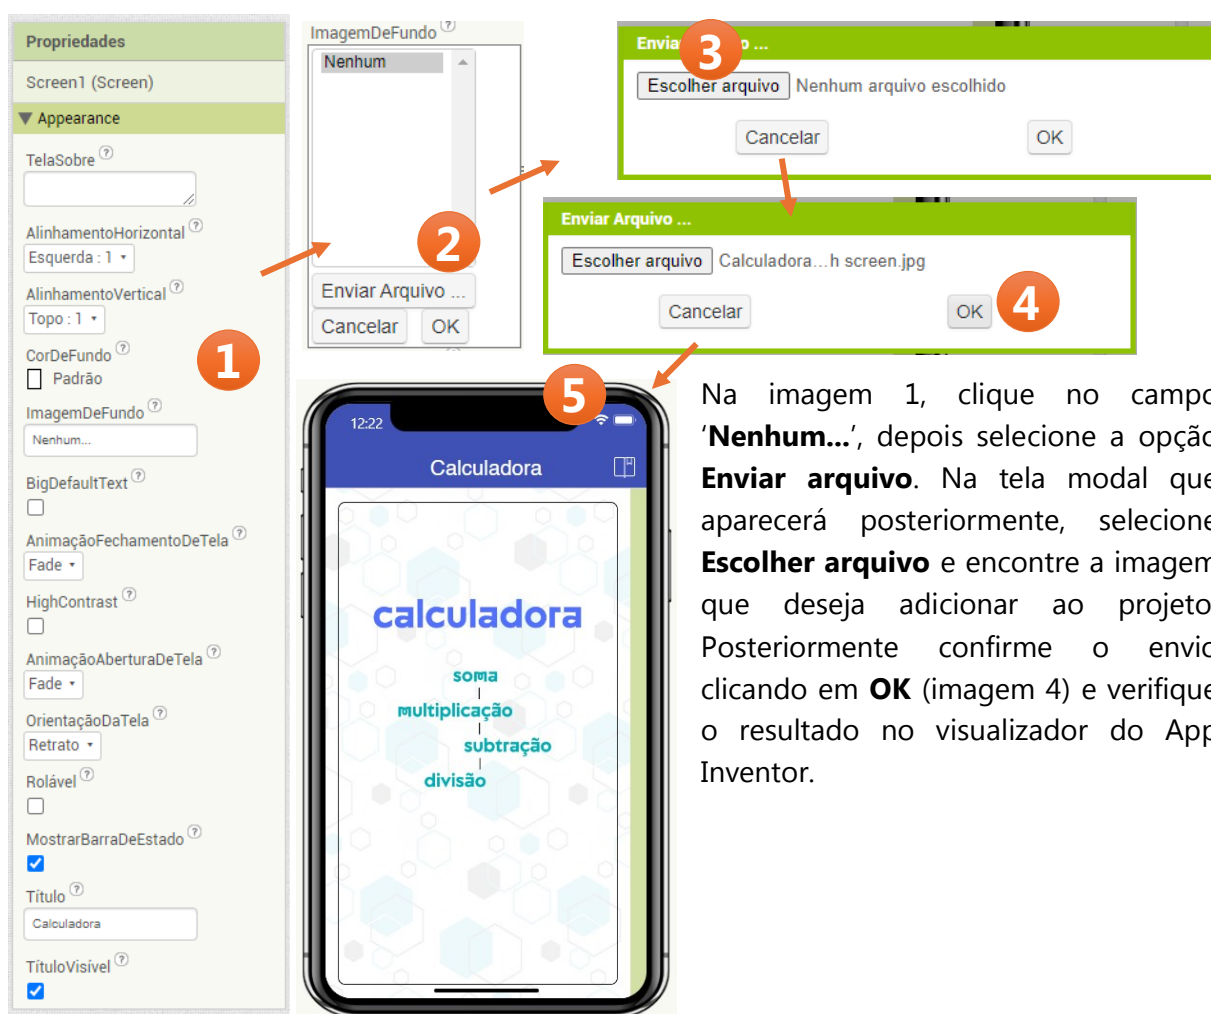 Propriedades
Screen1 (Screen)
Appearance
TelaSobre ?
AlinhamentoHorizontal ?
Esquerda : 1
AlinhamentoVertical ?
Topo : 1
CorDeFundo ?
Padrão
ImagemDeFundo ?
Nenhum...
BigDefaultText ?
AnimaçãoFechamentoDeTela ?
Fade
HighContrast ?
AnimaçãoAberturaDeTela ?
Fade
OrientaçãoDaTela ?
Retrato
Rolável ?
MostrarBarraDeEstado ?
Título ?
Calculadora
TítuloVisível ?
1
ImagemDeFundo ?
Nenhum
2
Enviar Arquivo ...
Cancelar OK
3
Escolher arquivo Nenhum arquivo escolhido
Cancelar OK
Enviar Arquivo ...
Escolher arquivo Calculadora...h screen.jpg
Cancelar OK
4
5
12:22
Calculadora
calculadora
soma
multiplicação
subtração
divisão
Na imagem 1, clique no campo
‘Nenhum...’, depois selecione a opção
Enviar arquivo. Na tela modal que
aparecerá posteriormente, selecione
Escolher arquivo e encontre a imagem
que deseja adicionar ao projeto
Posteriormente confirme o envio
clicando em OK (imagem 4) e verifique
o resultado no visualizador do App
Inventor.